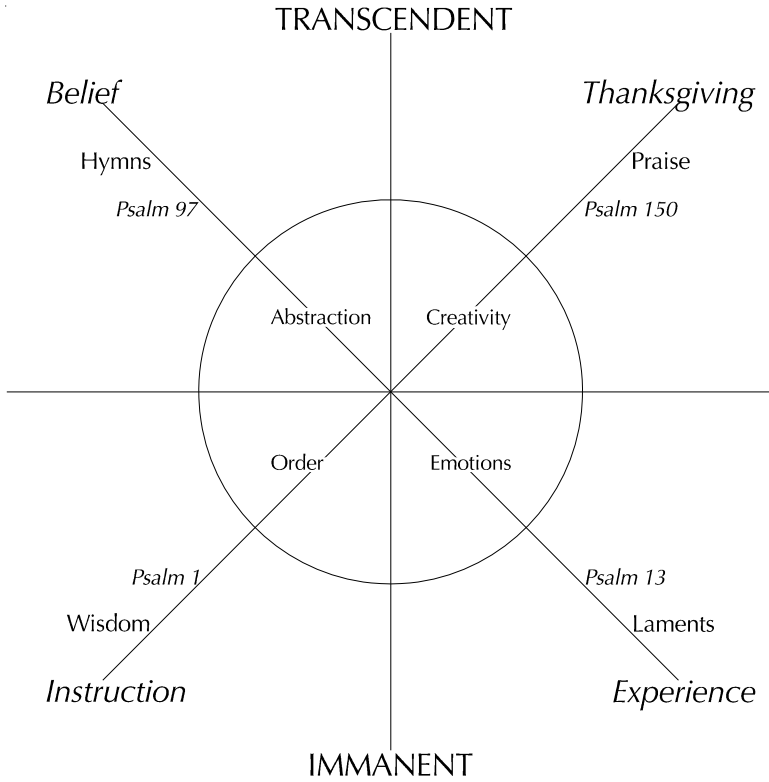 TRANSCENDENT
Belief
Thanksgiving
Hymns
Praise
Psalm 97
Psalm 150
Abstraction
Creativity
Order
Emotions
Psalm 1
Psalm 13
Wisdom
Laments
Instruction
Experience
IMMANENT